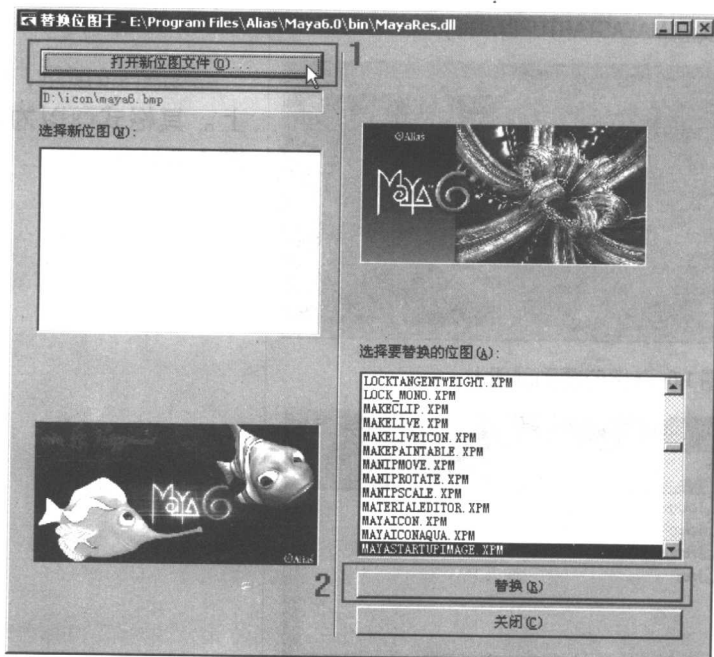 替换位图于 - E:\Program Files\Alias\Maya6.0\bin\MayaRes.dll
打开新位图文件(O)...
1
D:\icon\maya6.bmp
选择新位图(N):
Alias
MAYA 6
选择要替换的位图(A):
LOCKTANGENTWEIGHT.XPM
LOCK_MONO.XPM
MAKECLIP.XPM
MAKELIVE.XPM
MAKELIVEICON.XPM
MAKEPAINTABLE.XPM
MANIPMOVE.XPM
MANIPROTATE.XPM
MANIPSCALE.XPM
MATERIALEDITOR.XPM
MAYAICON.XPM
MAYAICONAQUA.XPM
MAYASTARTUPIMAGE.XPM
MAYA 6
Alias
2
替换(R)
关闭(C)